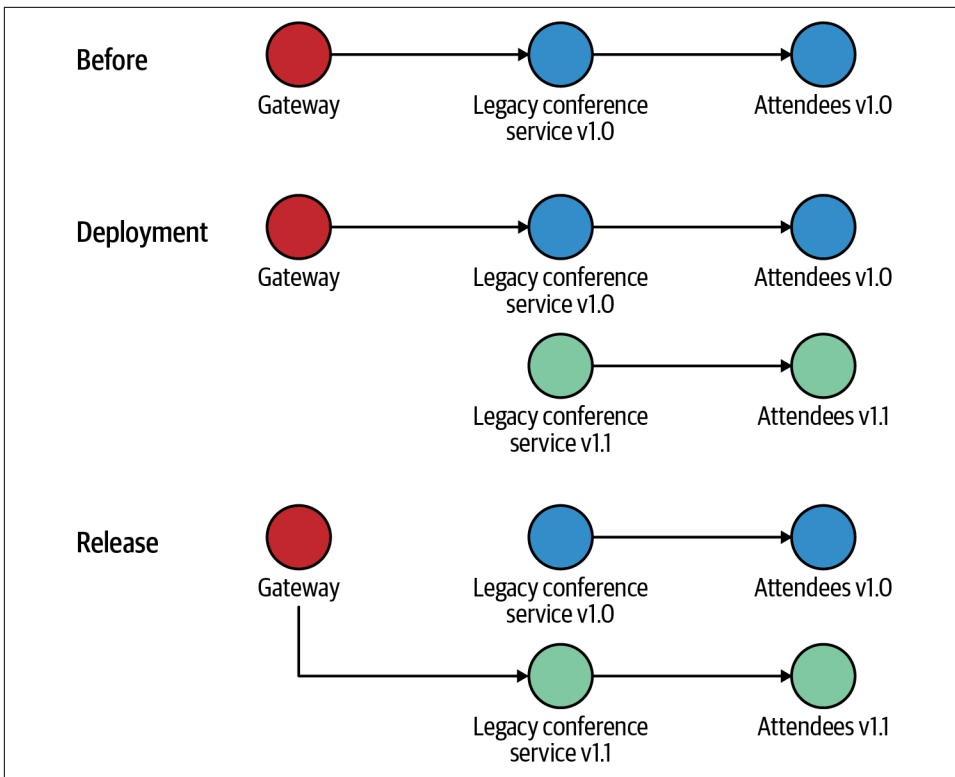 Before
Gateway
Legacy conference
service v1.0
Attendees v1.0
Deployment
Gateway
Legacy conference
service v1.0
Attendees v1.0
Legacy conference
service v1.1
Attendees v1.1
Release
Gateway
Legacy conference
service v1.0
Attendees v1.0
Legacy conference
service v1.1
Attendees v1.1